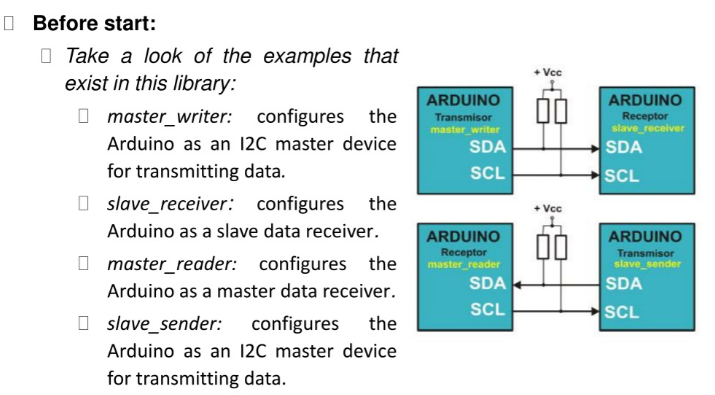 Before start:
Take a look of the examples that
exist in this library:
master_writer: configures the
Arduino as an I2C master device
for transmitting data.
slave_receiver: configures the
Arduino as a slave data receiver.
master_reader: configures the
Arduino as a master data receiver.
slave_sender: configures the
Arduino as an I2C master device
for transmitting data.
+ Vcc
ARDUINO
Transmisor
master_writer
SDA
SCL
ARDUINO
Receptor
slave_receiver
SDA
SCL
+ Vcc
ARDUINO
Receptor
master_reader
SDA
SCL
ARDUINO
Transmisor
slave_sender
SDA
SCL